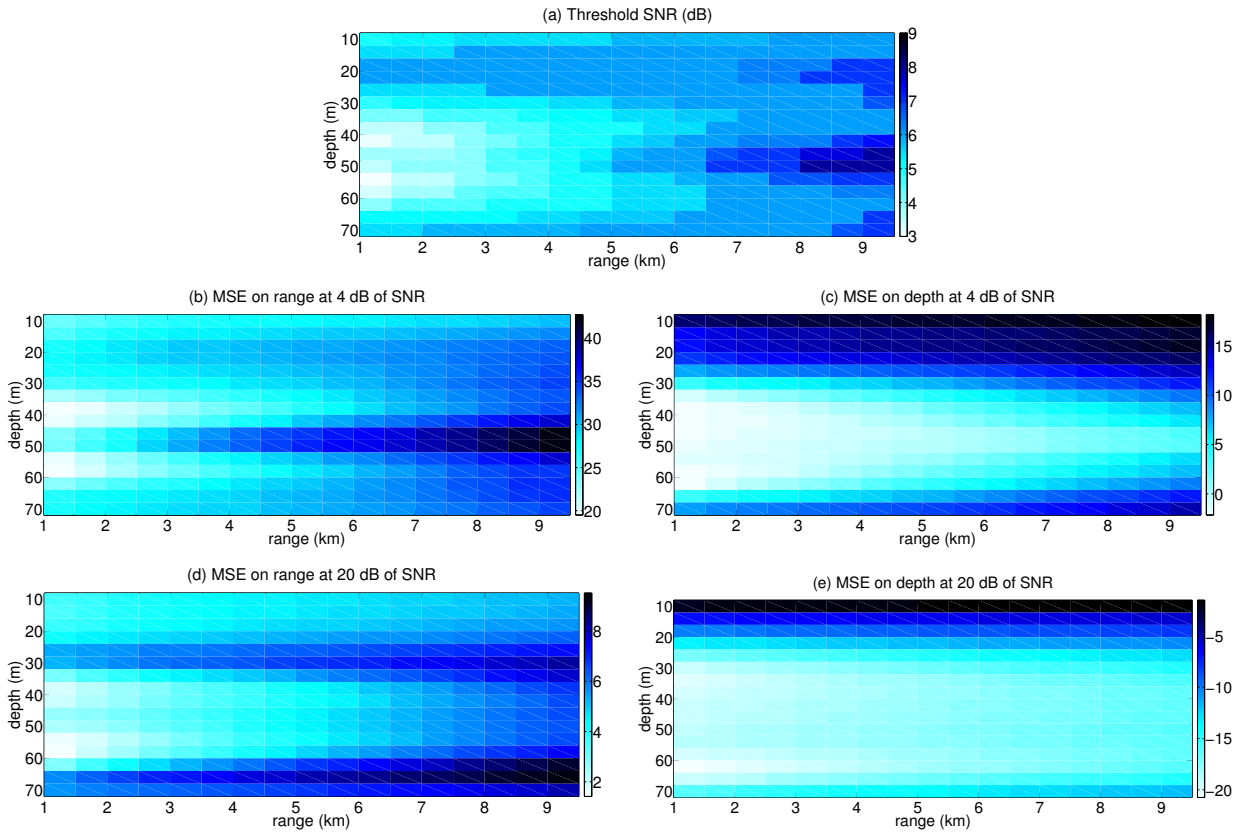 (a) Threshold SNR (dB)
10
20
30
40
50
60
70
depth (m)
1 2 3 4 5 6 7 8 9
range (km)
9
8
7
6
5
4
3
(b) MSE on range at 4 dB of SNR
10
20
30
40
50
60
70
depth (m)
1 2 3 4 5 6 7 8 9
range (km)
40
35
30
25
20
(c) MSE on depth at 4 dB of SNR
10
20
30
40
50
60
70
depth (m)
1 2 3 4 5 6 7 8 9
range (km)
15
10
5
0
(d) MSE on range at 20 dB of SNR
10
20
30
40
50
60
70
depth (m)
1 2 3 4 5 6 7 8 9
range (km)
8
6
4
2
(e) MSE on depth at 20 dB of SNR
10
20
30
40
50
60
70
depth (m)
1 2 3 4 5 6 7 8 9
range (km)
−5
−10
−15
−20